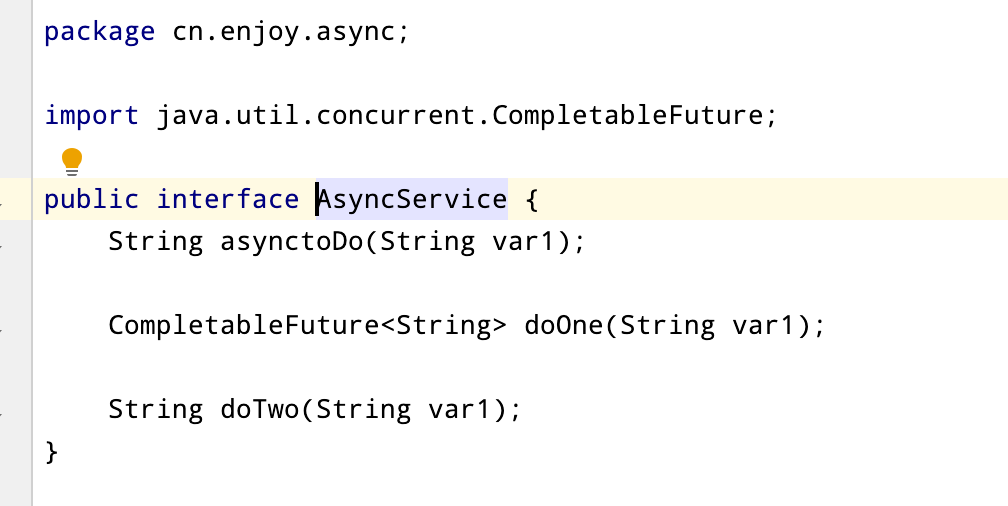 package cn.enjoy.async;
import java.util.concurrent.CompletableFuture;
public interface AsyncService {
String asynctoDo(String var1);
CompletableFuture<String> doOne(String var1);
String doTwo(String var1);
}